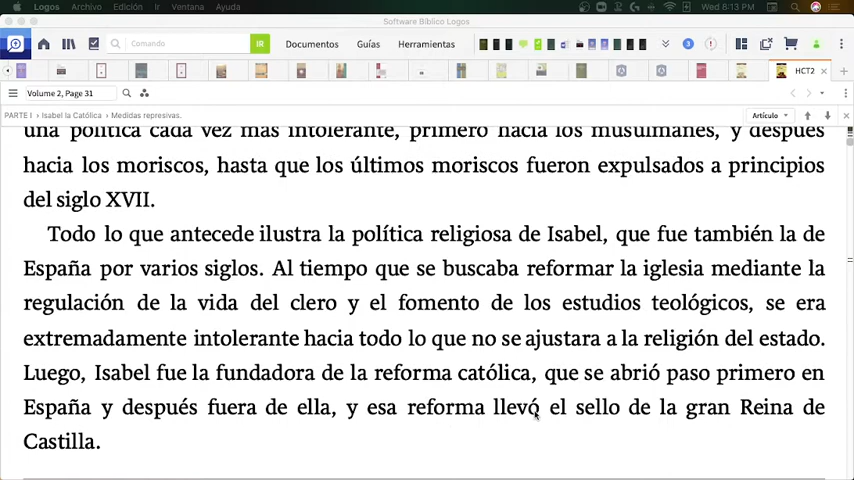 Logos Archivo Edición Ir Ventana Ayuda Wed 8:13 PM
Software Bíblico Logos
Comando IR Documentos Guías Herramientas 3
HCT2
Volume 2, Page 31
PARTE I › Isabel la Católica › Medidas represivas. Artículo
una política cada vez más intolerante, primero hacia los musulmanes, y después
hacia los moriscos, hasta que los últimos moriscos fueron expulsados a principios
del siglo XVII.
Todo lo que antecede ilustra la política religiosa de Isabel, que fue también la de
España por varios siglos. Al tiempo que se buscaba reformar la iglesia mediante la
regulación de la vida del clero y el fomento de los estudios teológicos, se era
extremadamente intolerante hacia todo lo que no se ajustara a la religión del estado.
Luego, Isabel fue la fundadora de la reforma católica, que se abrió paso primero en
España y después fuera de ella, y esa reforma llevó el sello de la gran Reina de
Castilla.